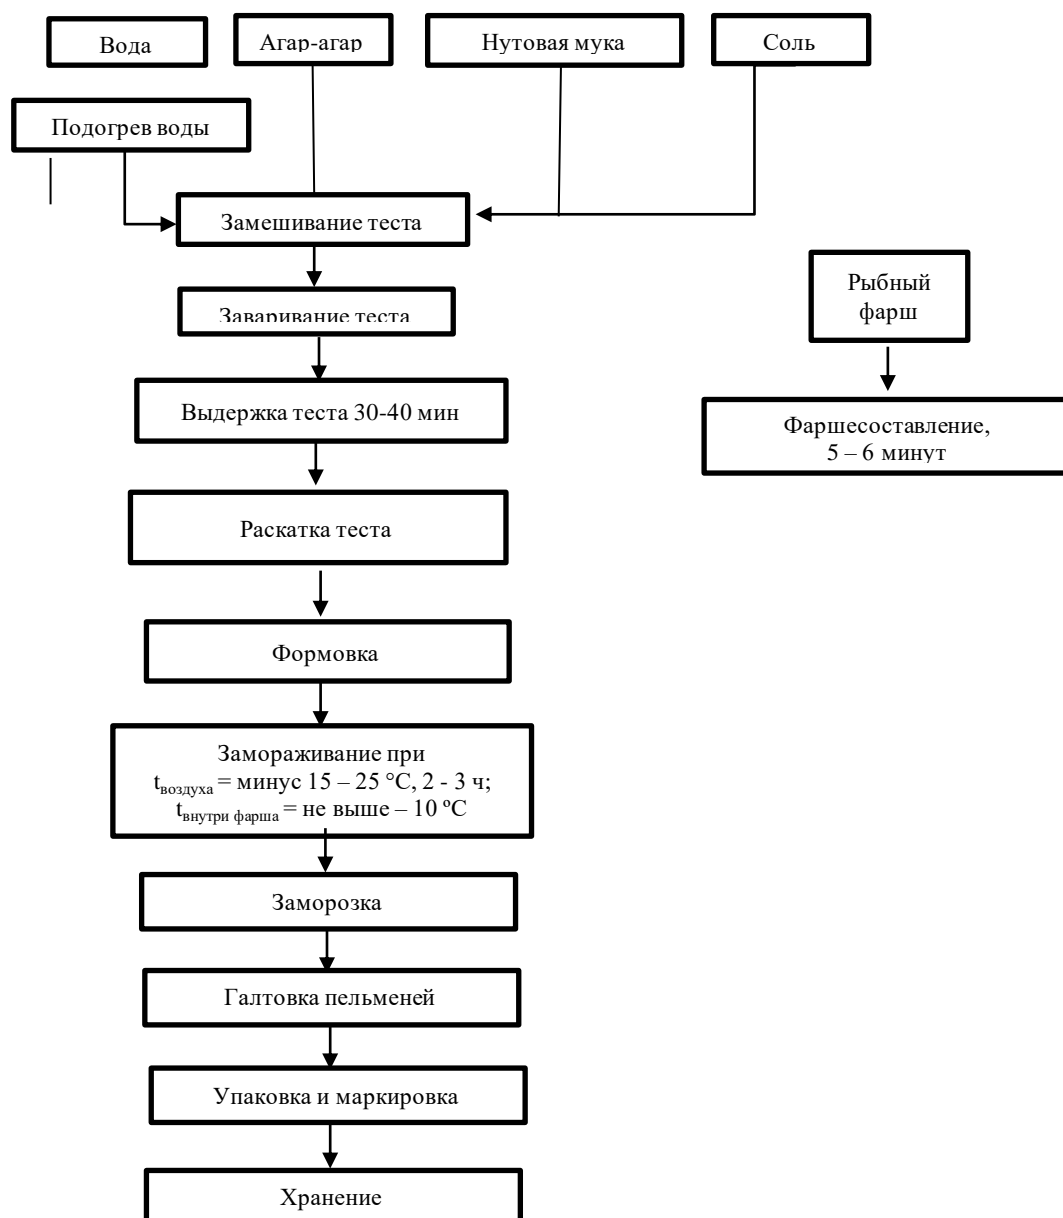 Вода
Агар-агар
Нутовая мука
Соль
Подогрев воды
Замешивание теста
Заваривание теста
Рыбный
фарш
Выдержка теста 30-40 мин
Фаршесоставление,
5 – 6 минут
Раскатка теста
Формовка
Замораживание при
tвоздуха = минус 15 – 25 °С, 2 - 3 ч;
tвнутри фарша = не выше – 10 ºС
Заморозка
Галтовка пельменей
Упаковка и маркировка
Хранение